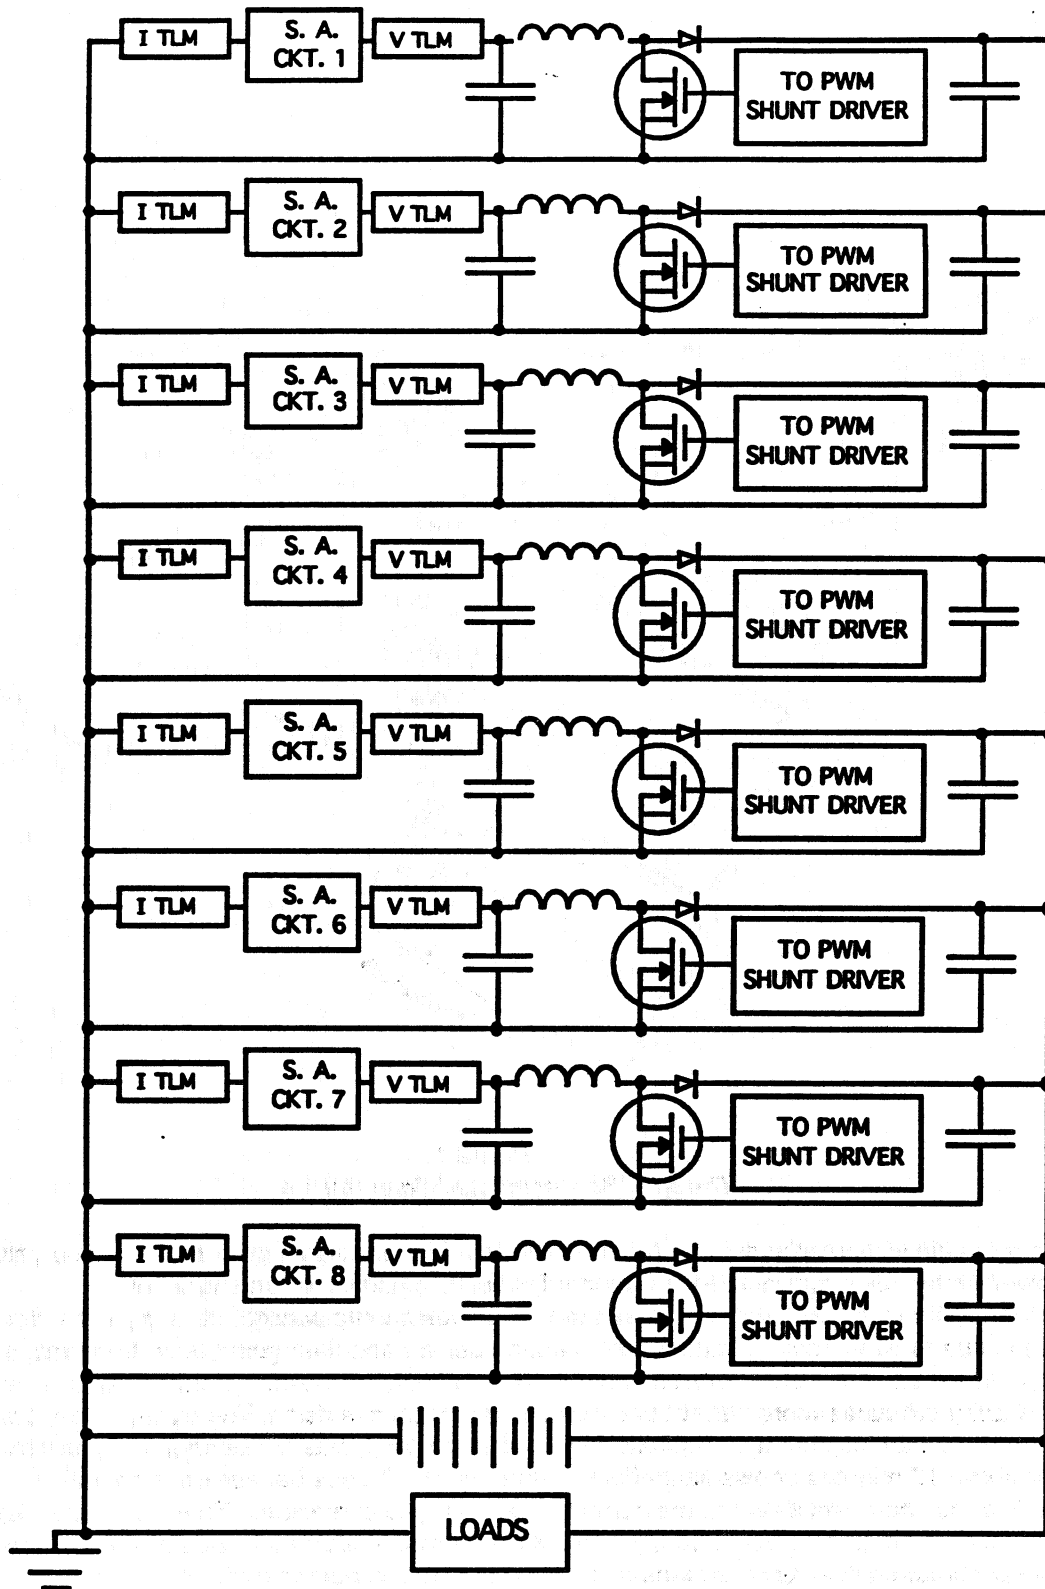 I TLM
S. A.
CKT. 1
V TLM
TO PWM
SHUNT DRIVER
I TLM
S. A.
CKT. 2
V TLM
TO PWM
SHUNT DRIVER
I TLM
S. A.
CKT. 3
V TLM
TO PWM
SHUNT DRIVER
I TLM
S. A.
CKT. 4
V TLM
TO PWM
SHUNT DRIVER
I TLM
S. A.
CKT. 5
V TLM
TO PWM
SHUNT DRIVER
I TLM
S. A.
CKT. 6
V TLM
TO PWM
SHUNT DRIVER
I TLM
S. A.
CKT. 7
V TLM
TO PWM
SHUNT DRIVER
I TLM
S. A.
CKT. 8
V TLM
TO PWM
SHUNT DRIVER
LOADS